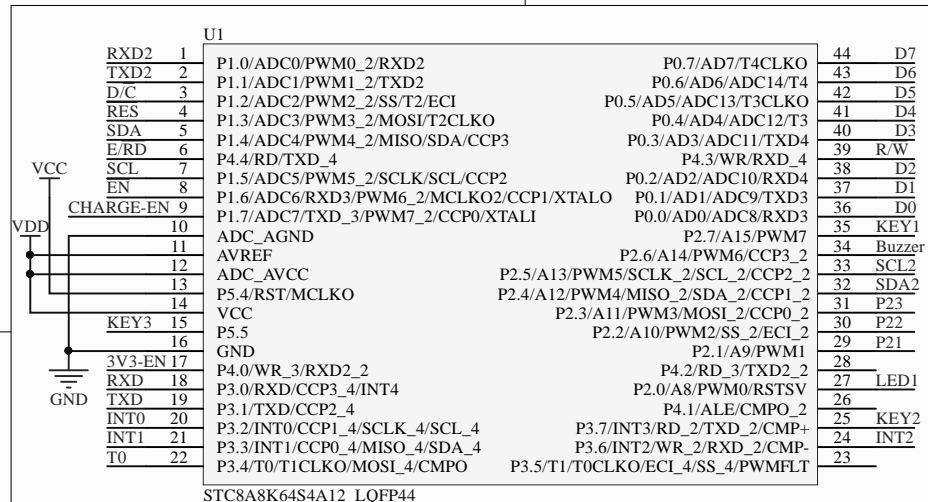 U1
RXD2 1 P1.0/ADC0/PWM0_2/RXD2 P0.7/AD7/T4CLKO 44 D7
TXD2 2 P1.1/ADC1/PWM1_2/TXD2 P0.6/AD6/ADC14/T4 43 D6
D/C 3 P1.2/ADC2/PWM2_2/SS/T2/ECI P0.5/AD5/ADC13/T3CLKO 42 D5
RES 4 P1.3/ADC3/PWM3_2/MOSI/T2CLKO P0.4/AD4/ADC12/T3 41 D4
SDA 5 P1.4/ADC4/PWM4_2/MISO/SDA/CCP3 P0.3/AD3/ADC11/TXD4 40 D3
E/RD 6 P4.4/RD/TXD_4 P4.3/WR/RXD_4 39 R/W
VCC SCL 7 P1.5/ADC5/PWM5_2/SCLK/SCL/CCP2 P0.2/AD2/ADC10/RXD4 38 D2
EN 8 P1.6/ADC6/RXD3/PWM6_2/MCLKO2/CCP1/XTALO P0.1/AD1/ADC9/TXD3 37 D1
CHARGE-EN 9 P1.7/ADC7/TXD_3/PWM7_2/CCP0/XTALI P0.0/AD0/ADC8/RXD3 36 D0
VDD 10 ADC_AGND P2.7/A15/PWM7 35 KEY1
11 AVREF P2.6/A14/PWM6/CCP3_2 34 Buzzer
12 ADC_AVCC P2.5/A13/PWM5/SCLK_2/SCL_2/CCP2_2 33 SCL2
13 P5.4/RST/MCLKO P2.4/A12/PWM4/MISO_2/SDA_2/CCP1_2 32 SDA2
14 VCC P2.3/A11/PWM3/MOSI_2/CCP0_2 31 P23
KEY3 15 P5.5 P2.2/A10/PWM2/SS_2/ECI_2 30 P22
16 GND P2.1/A9/PWM1 29 P21
3V3-EN 17 P4.0/WR_3/RXD2_2 P4.2/RD_3/TXD2_2 28
GND RXD 18 P3.0/RXD/CCP3_4/INT4 P2.0/A8/PWM0/RSTSV 27 LED1
TXD 19 P3.1/TXD/CCP2_4 P4.1/ALE/CMPO_2 26
INT0 20 P3.2/INT0/CCP1_4/SCLK_4/SCL_4 P3.7/INT3/RD_2/TXD_2/CMP+ 25 KEY2
INT1 21 P3.3/INT1/CCP0_4/MISO_4/SDA_4 P3.6/INT2/WR_2/RXD_2/CMP- 24 INT2
T0 22 P3.4/T0/T1CLKO/MOSI_4/CMPO P3.5/T1/T0CLKO/ECI_4/SS_4/PWMFLT 23
STC8A8K64S4A12_LQFP44